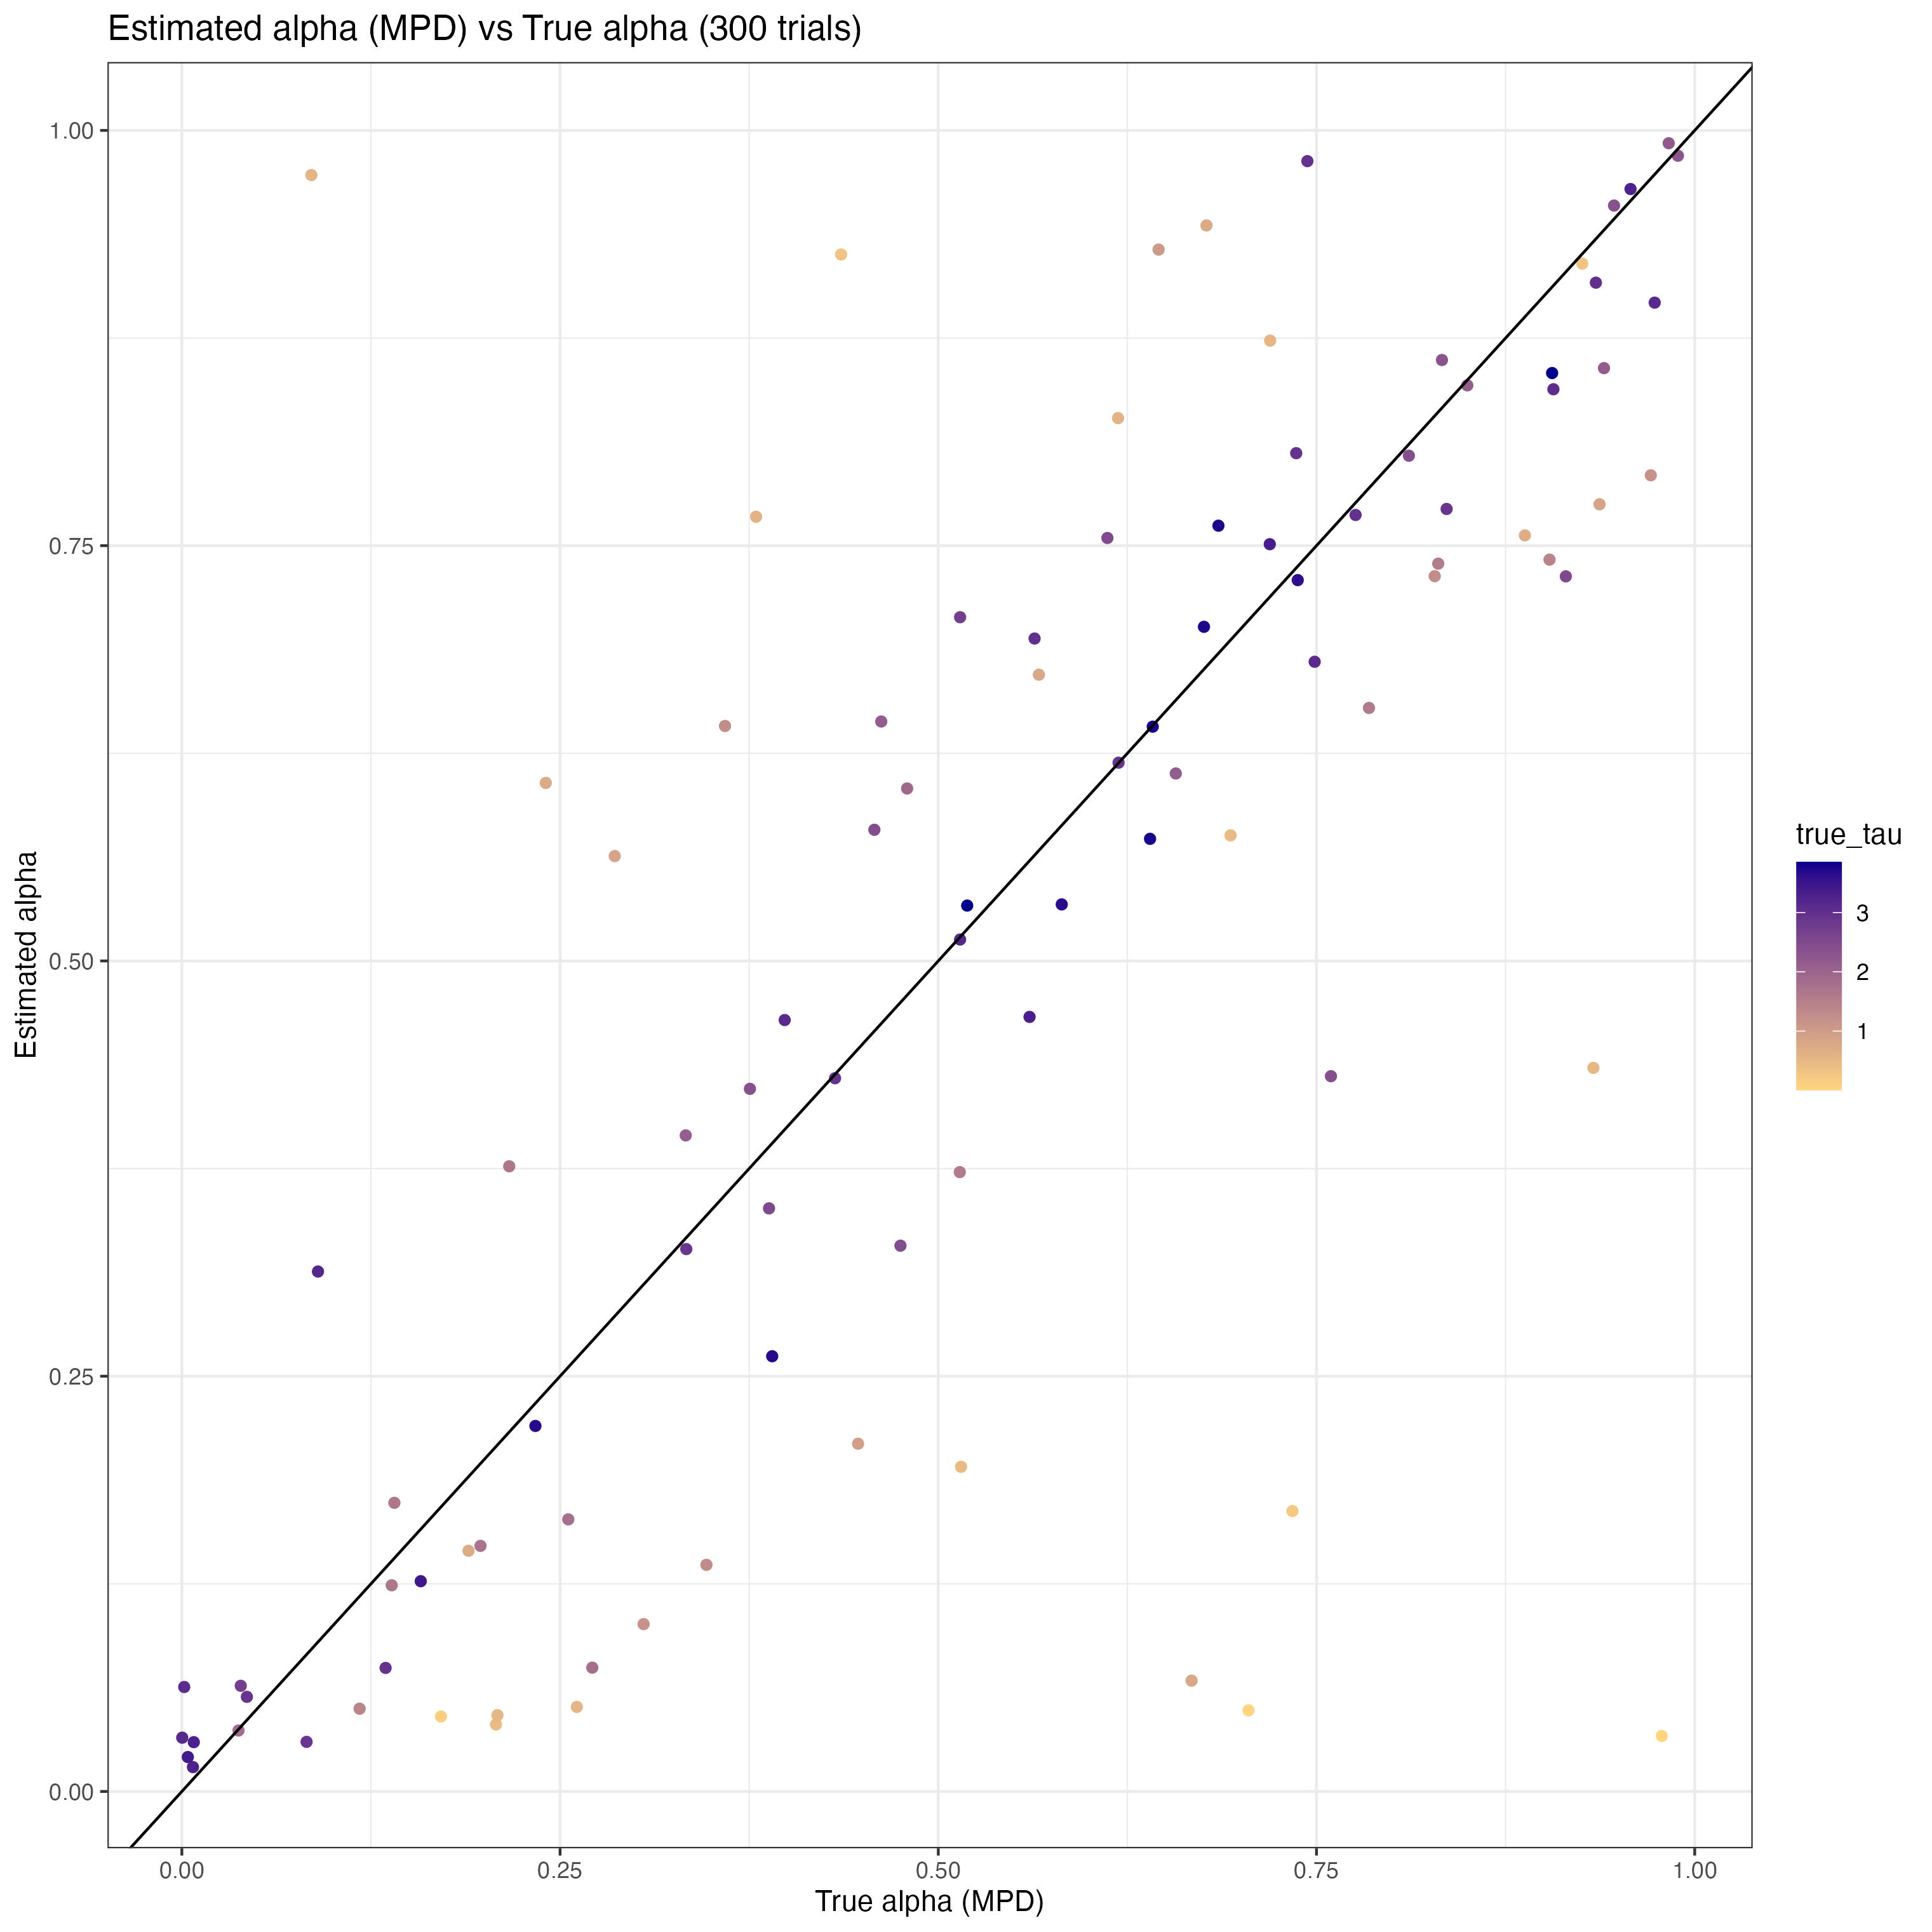 Estimated alpha (MPD) vs True alpha (300 trials)
1.00
0.75
0.50
0.25
0.00
Estimated alpha
0.00 0.25 0.50 0.75 1.00
True alpha (MPD)
true_tau
3
2
1